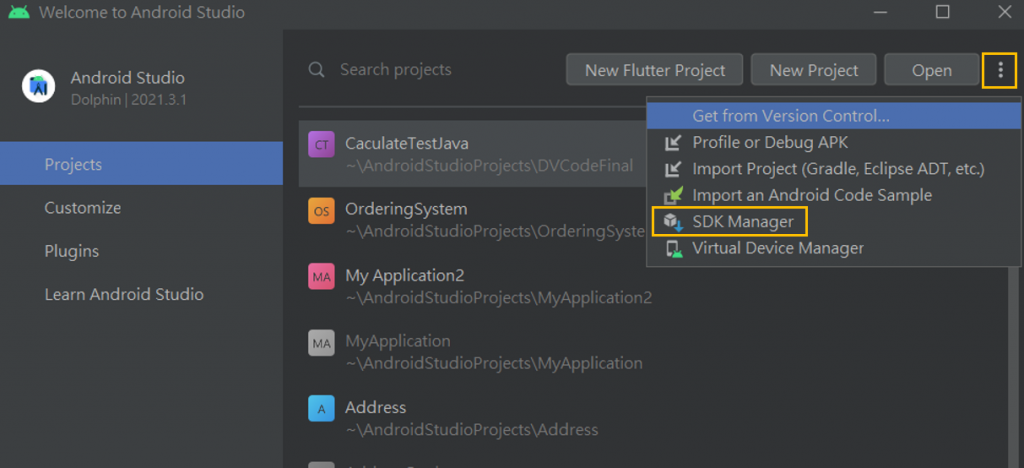 Welcome to Android Studio
Android Studio
Dolphin | 2021.3.1
Projects
Customize
Plugins
Learn Android Studio
Search projects
New Flutter Project
New Project
Open
Get from Version Control...
Profile or Debug APK
Import Project (Gradle, Eclipse ADT, etc.)
Import an Android Code Sample
SDK Manager
Virtual Device Manager
CT
CaculateTestJava
~\AndroidStudioProjects\DVCodeFinal
OS
OrderingSystem
~\AndroidStudioProjects\OrderingSyste
MA
My Application2
~\AndroidStudioProjects\MyApplication2
MA
MyApplication
~\AndroidStudioProjects\MyApplication
A
Address
~\AndroidStudioProjects\Address